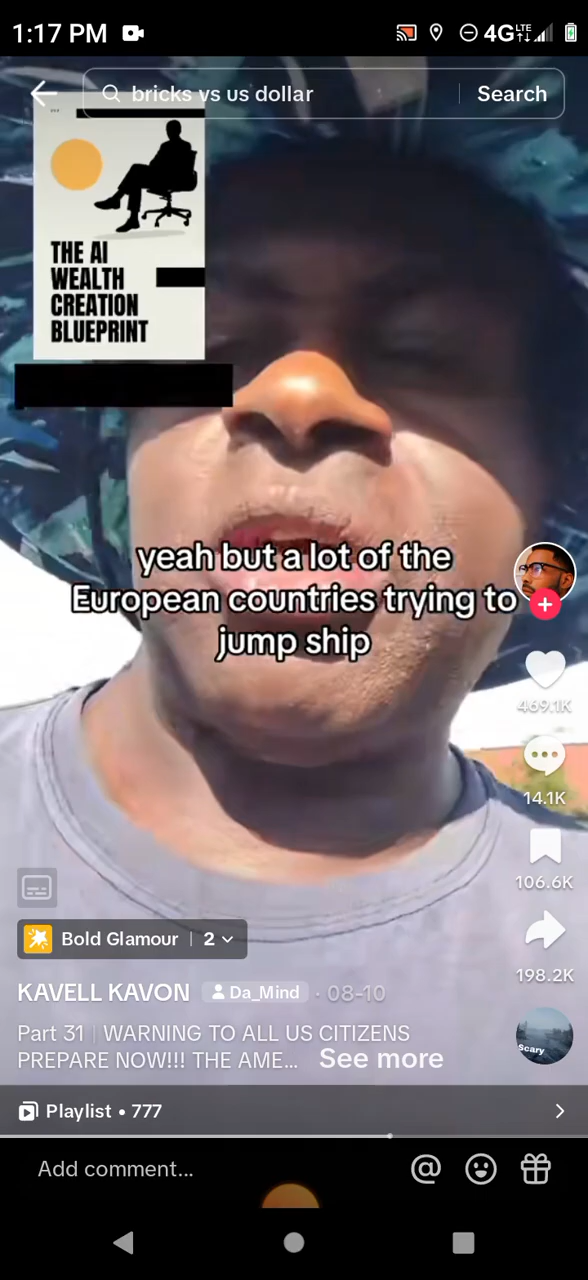 1:17 PM
4G LTE
bricks vs us dollar
Search
THE AI
WEALTH
CREATION
BLUEPRINT
yeah but a lot of the
European countries trying to
jump ship
469.1K
14.1K
106.6K
198.2K
Bold Glamour | 2
KAVELL KAVON Da_Mind · 08-10
Part 31 | WARNING TO ALL US CITIZENS
PREPARE NOW!!! THE AME... See more
Scary
Playlist • 777
Add comment...
@